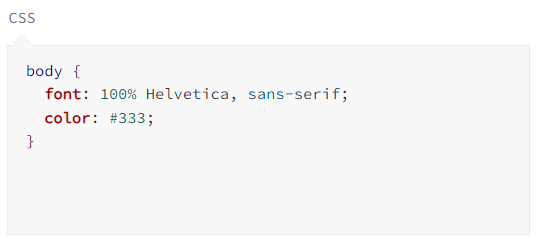 CSS
body {
  font: 100% Helvetica, sans-serif;
  color: #333;
}